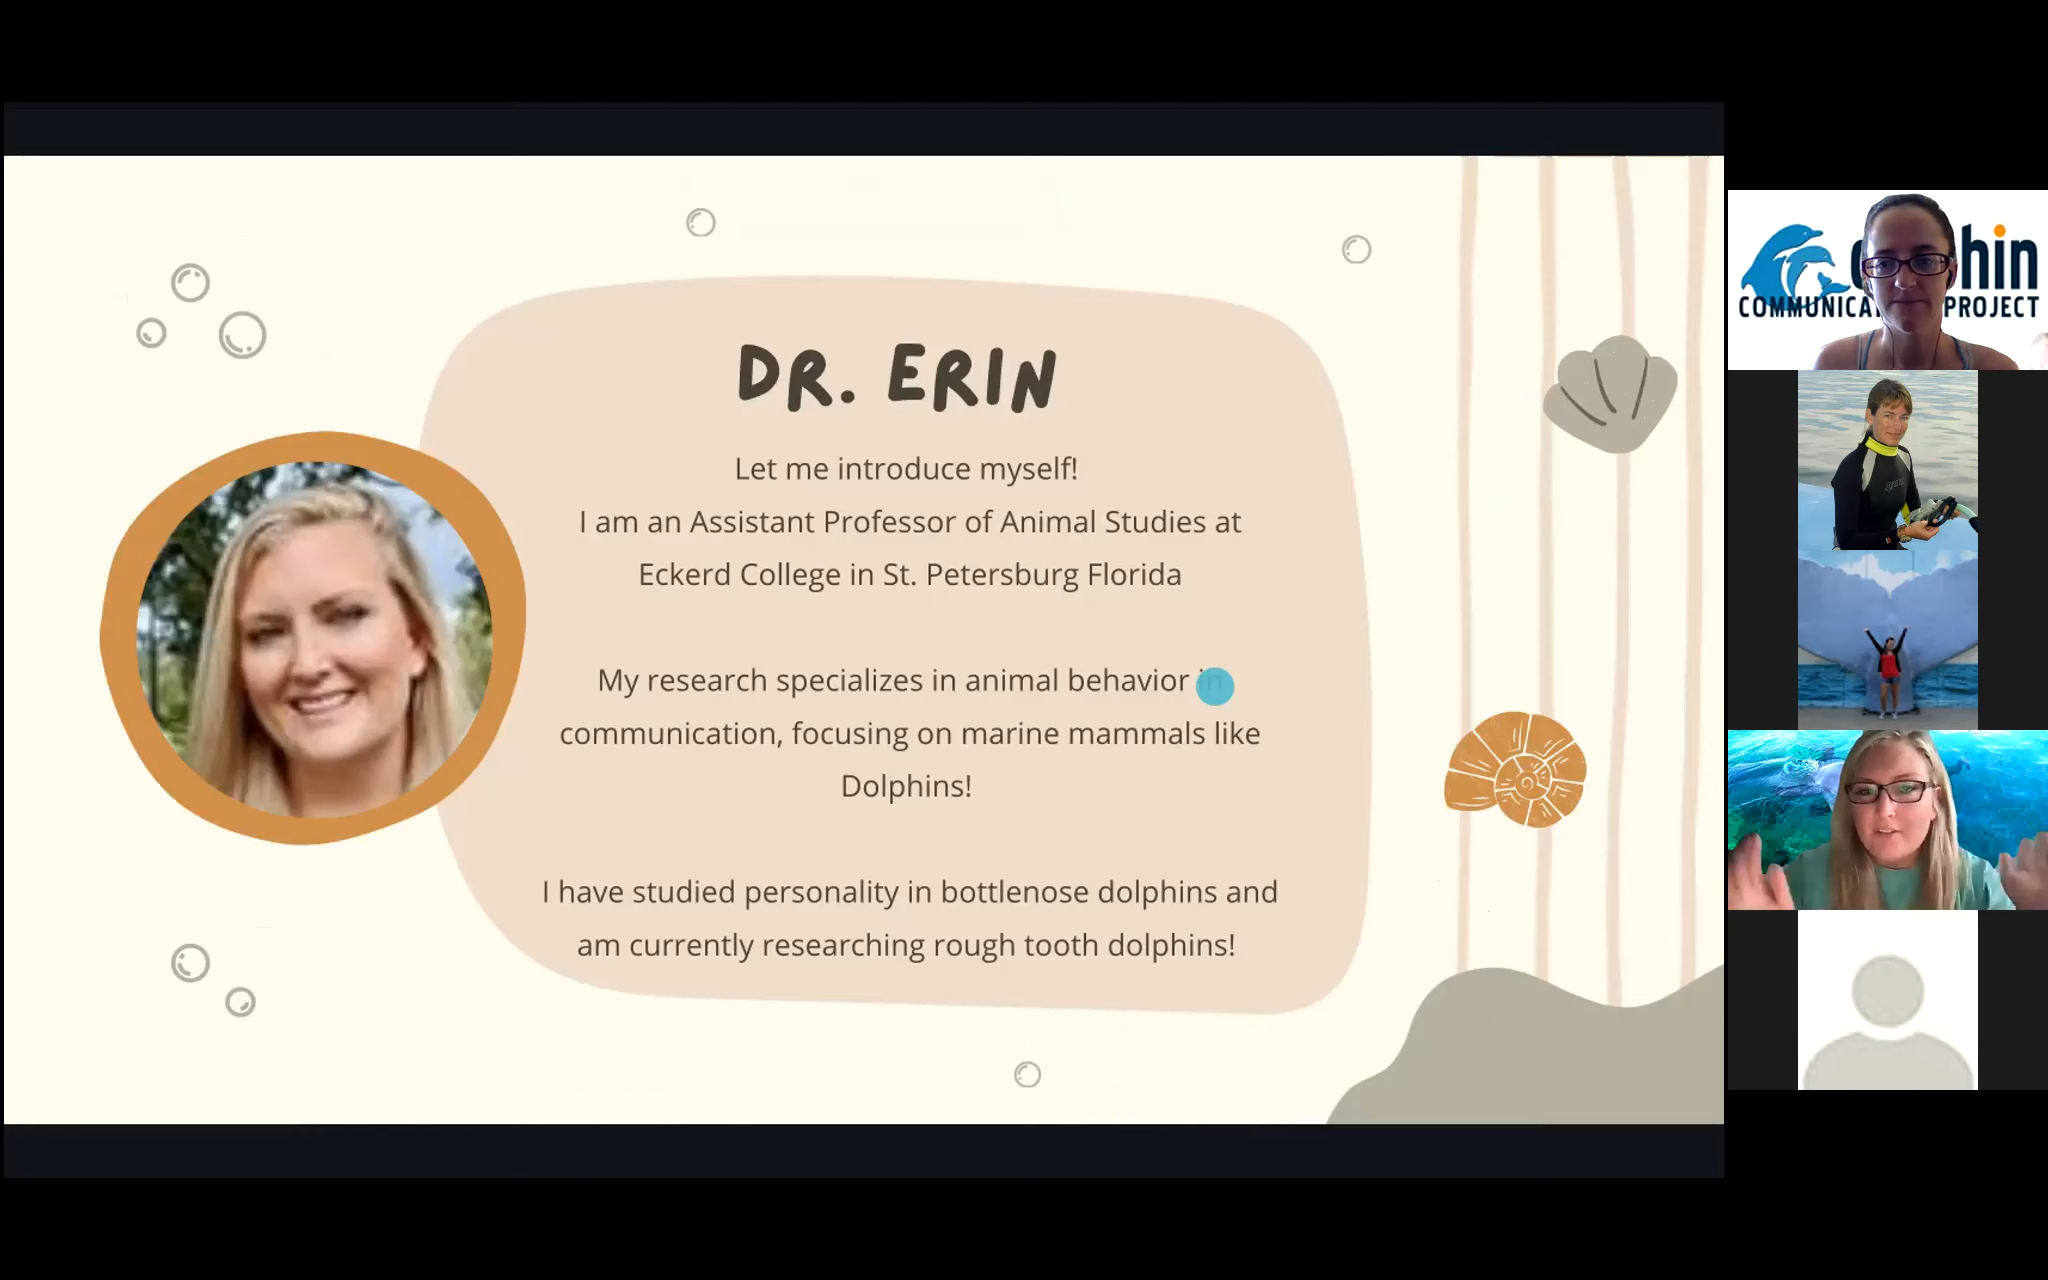 DR. ERIN
Let me introduce myself!
I am an Assistant Professor of Animal Studies at
Eckerd College in St. Petersburg Florida
My research specializes in animal behavior in
communication, focusing on marine mammals like
Dolphins!
I have studied personality in bottlenose dolphins and
am currently researching rough tooth dolphins!
hin
COMMUNICA PROJECT